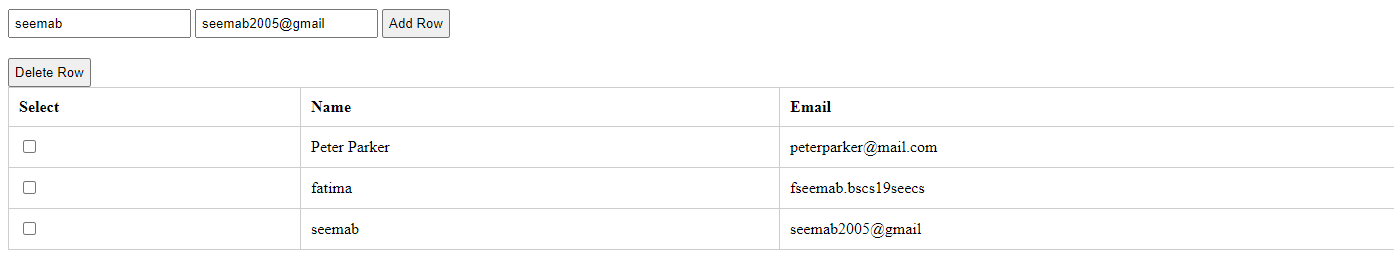 seemab seemab2005@gmail Add Row
Delete Row
Select Name Email
Peter Parker peterparker@mail.com
fatima fseemab.bscs19seecs
seemab seemab2005@gmail